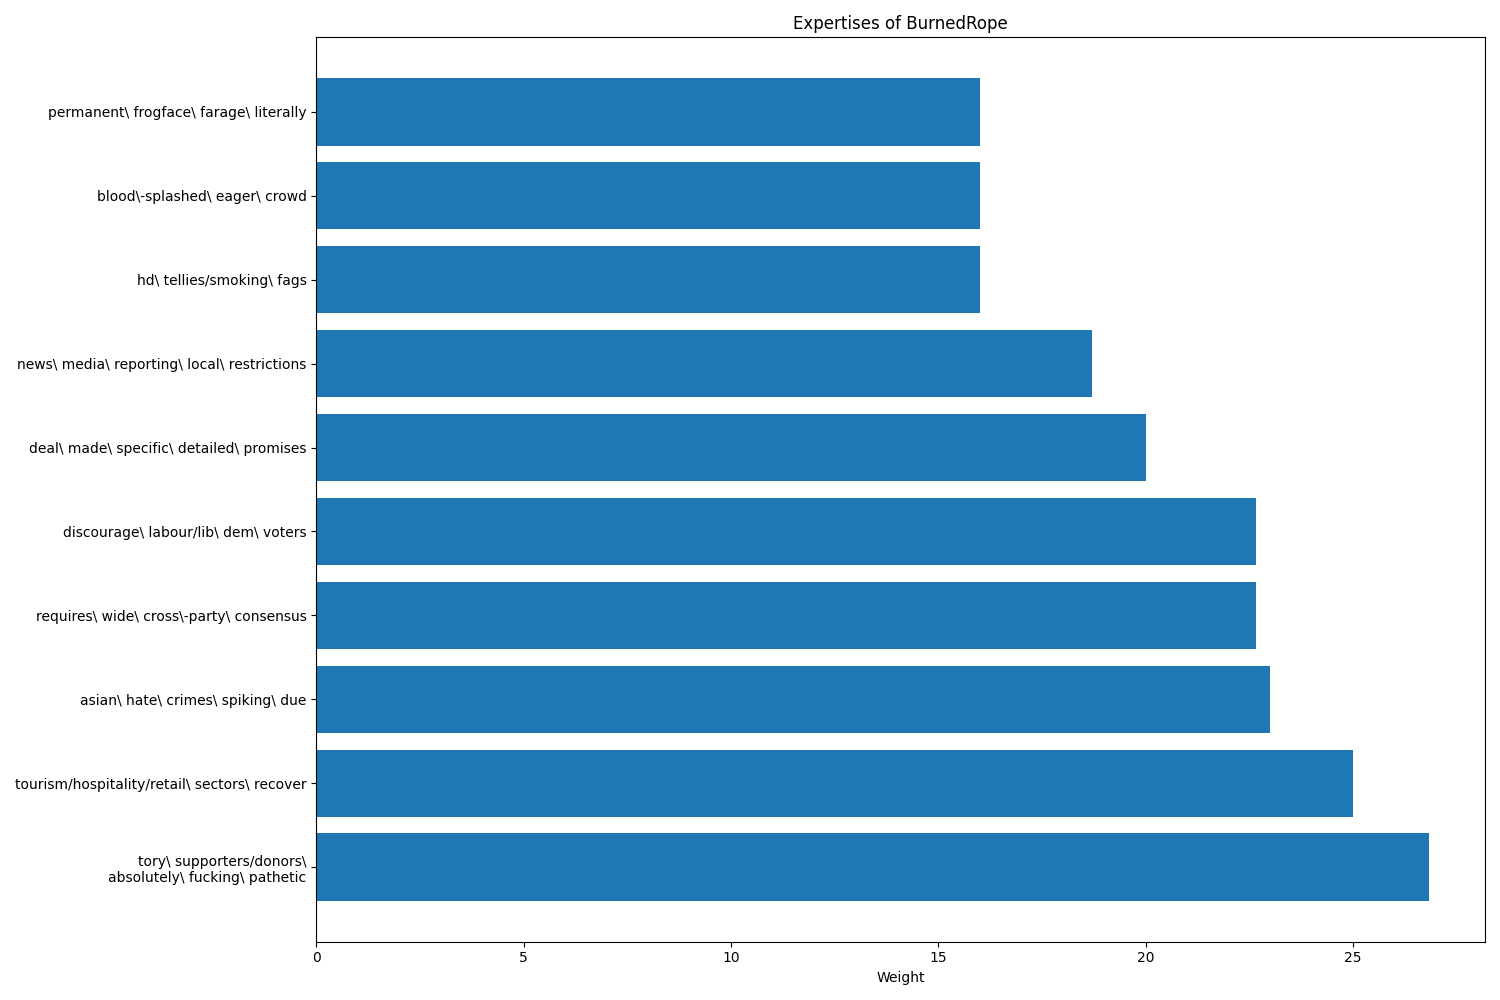 Expertises of BurnedRope
permanent\ frogface\ farage\ literally
blood\-splashed\ eager\ crowd
hd\ tellies/smoking\ fags
news\ media\ reporting\ local\ restrictions
deal\ made\ specific\ detailed\ promises
discourage\ labour/lib\ dem\ voters
requires\ wide\ cross\-party\ consensus
asian\ hate\ crimes\ spiking\ due
tourism/hospitality/retail\ sectors\ recover
tory\ supporters/donors\
absolutely\ fucking\ pathetic
0 5 10 15 20 25
Weight